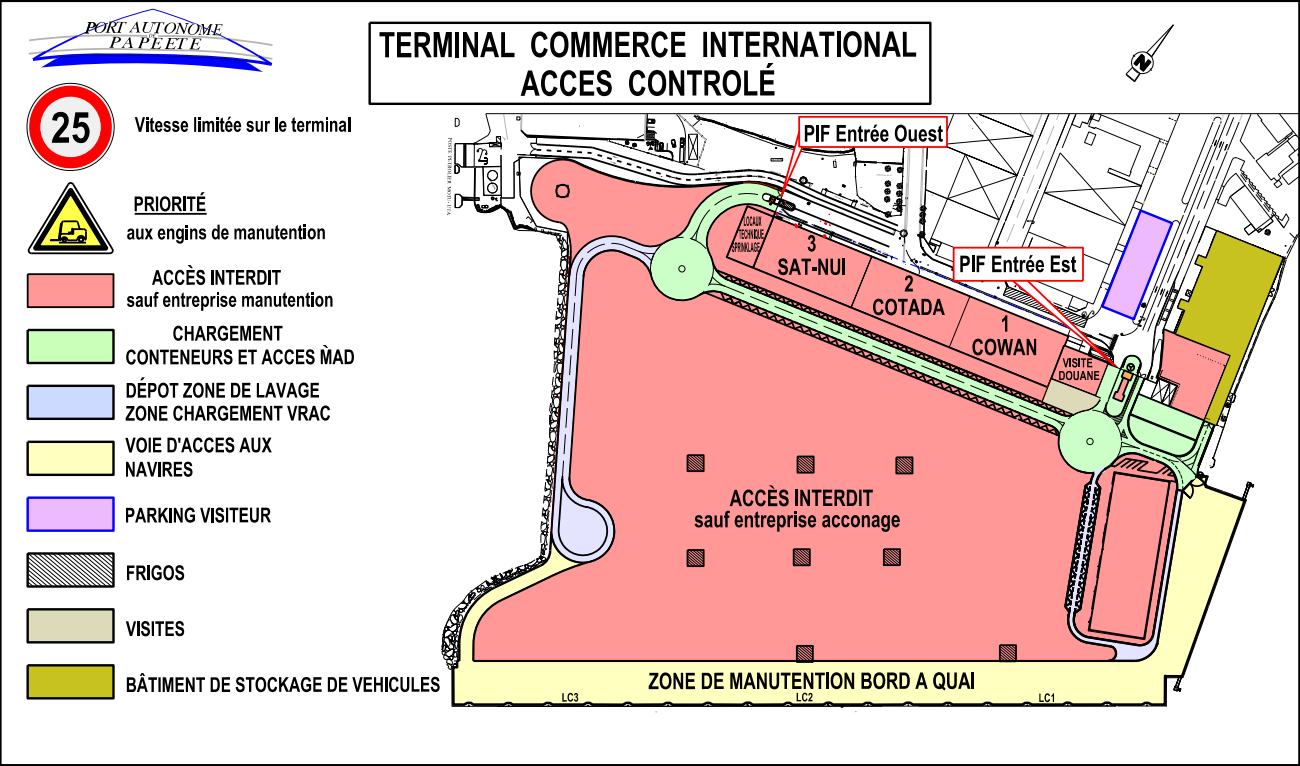 PORT AUTONOME
DE
PAPEETE
TERMINAL COMMERCE INTERNATIONAL
ACCES CONTROLÉ
N
25
Vitesse limitée sur le terminal
PRIORITÉ
aux engins de manutention
ACCÈS INTERDIT
sauf entreprise manutention
CHARGEMENT
CONTENEURS ET ACCES MAD
DÉPOT ZONE DE LAVAGE
ZONE CHARGEMENT VRAC
VOIE D'ACCES AUX
NAVIRES
PARKING VISITEUR
FRIGOS
VISITES
BÂTIMENT DE STOCKAGE DE VEHICULES
D
PIF Entrée Ouest
LOCAUX
TECHNIQUE
SPRINKLAGE
3
SAT-NUI
2
COTADA
1
COWAN
PIF Entrée Est
VISITE
DOUANE
ACCÈS INTERDIT
sauf entreprise acconage
ZONE DE MANUTENTION BORD A QUAI
LC3
LC2
LC1